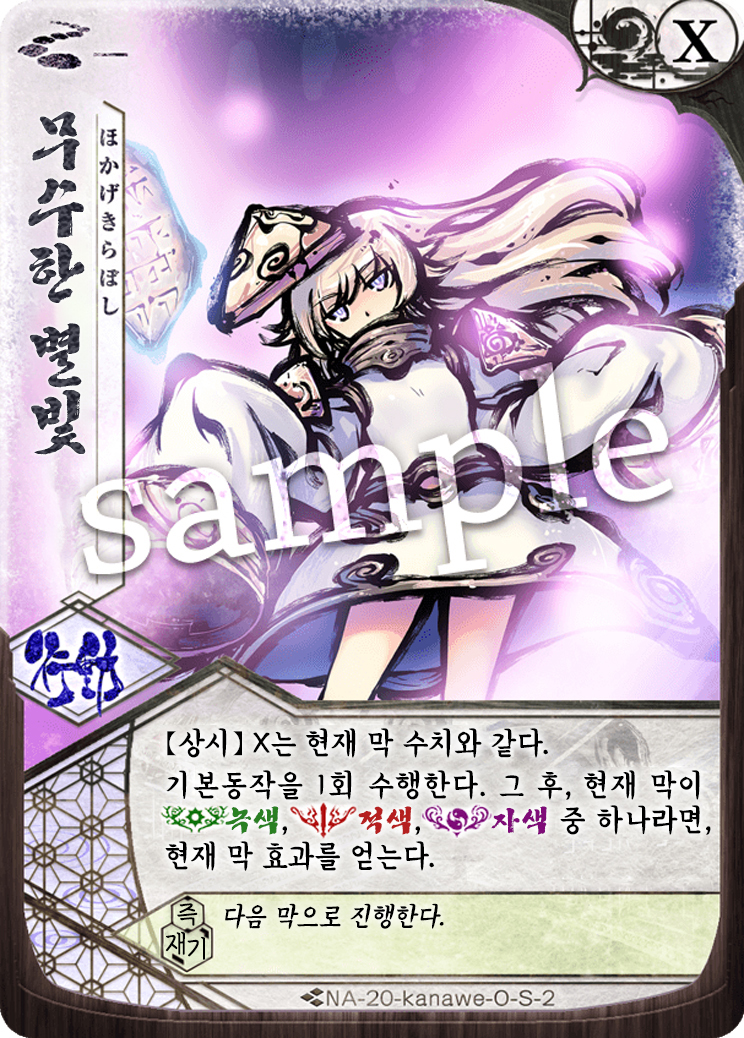 X
무수한 별빛
ほかげきらぼし
sample
행동
【상시】X는 현재 막 수치와 같다.
기본동작을 1회 수행한다. 그 후, 현재 막이
녹색, 적색, 자색 중 하나라면,
현재 막 효과를 얻는다.
즉
재기
다음 막으로 진행한다.
NA-20-kanawe-O-S-2